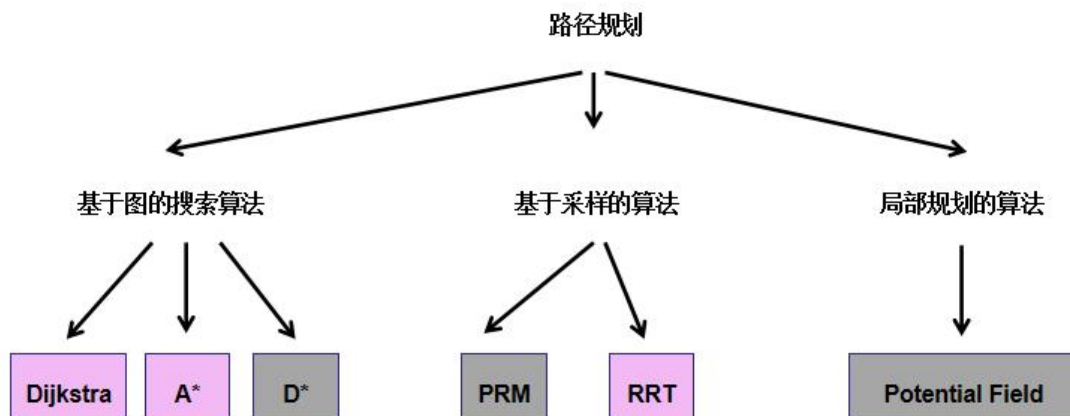 路径规划
基于图的搜索算法
基于采样的算法
局部规划的算法
Dijkstra
A*
D*
PRM
RRT
Potential Field